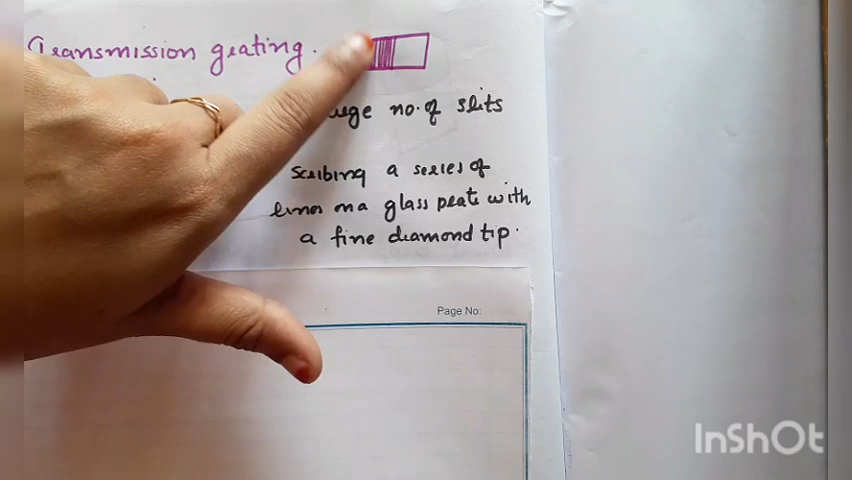 Transmission grating.
no. of slits
scribing a series of
lines on a glass plate with
a fine diamond tip.
Page No:
InShOt